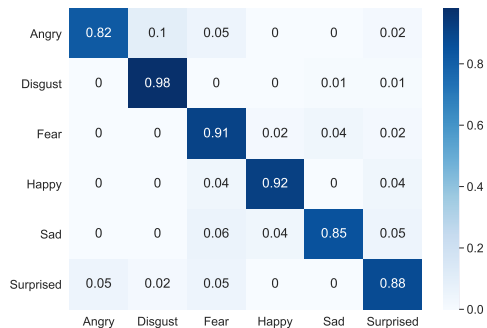 Angry 0.82 0.1 0.05 0 0 0.02
Disgust 0 0.98 0 0 0.01 0.01
Fear 0 0 0.91 0.02 0.04 0.02
Happy 0 0 0.04 0.92 0 0.04
Sad 0 0 0.06 0.04 0.85 0.05
Surprised 0.05 0.02 0.05 0 0 0.88
Angry Disgust Fear Happy Sad Surprised
0.8
0.6
0.4
0.2
0.0